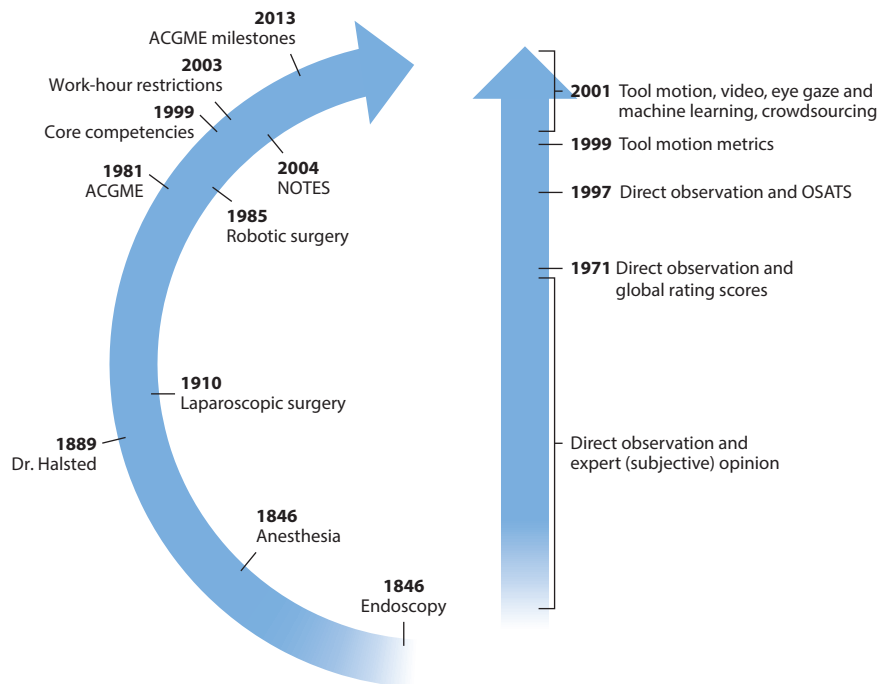 2013
ACGME milestones
2003
Work-hour restrictions
1999
Core competencies
1981
ACGME
2004
NOTES
1985
Robotic surgery
1910
Laparoscopic surgery
1889
Dr. Halsted
1846
Anesthesia
1846
Endoscopy
2001 Tool motion, video, eye gaze and
machine learning, crowdsourcing
1999 Tool motion metrics
1997 Direct observation and OSATS
1971 Direct observation and
global rating scores
Direct observation and
expert (subjective) opinion